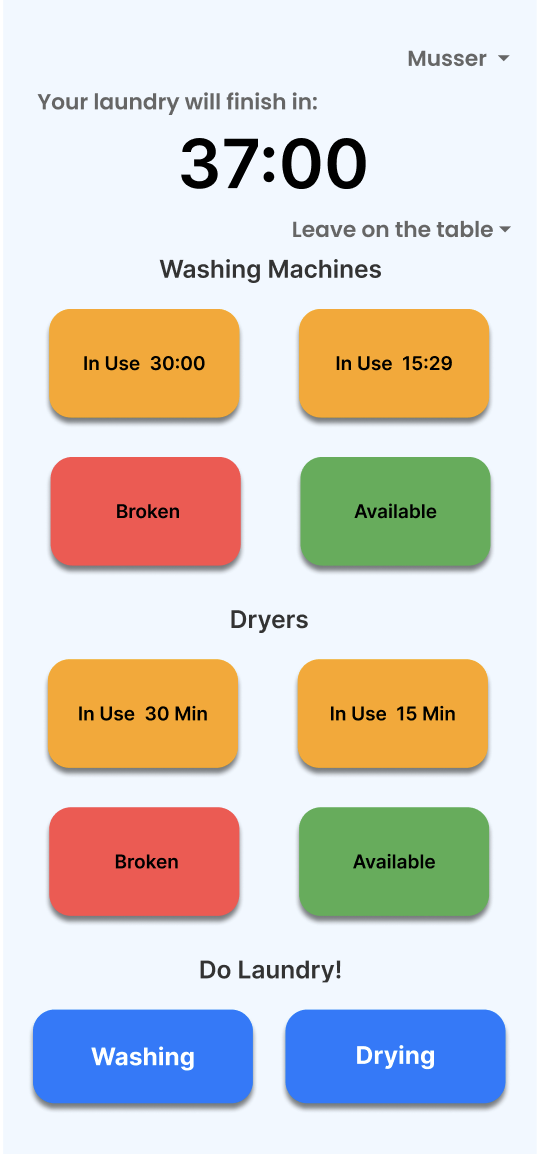 Musser
Your laundry will finish in:
37:00
Leave on the table
Washing Machines
In Use 30:00
In Use 15:29
Broken
Available
Dryers
In Use 30 Min
In Use 15 Min
Broken
Available
Do Laundry!
Washing
Drying